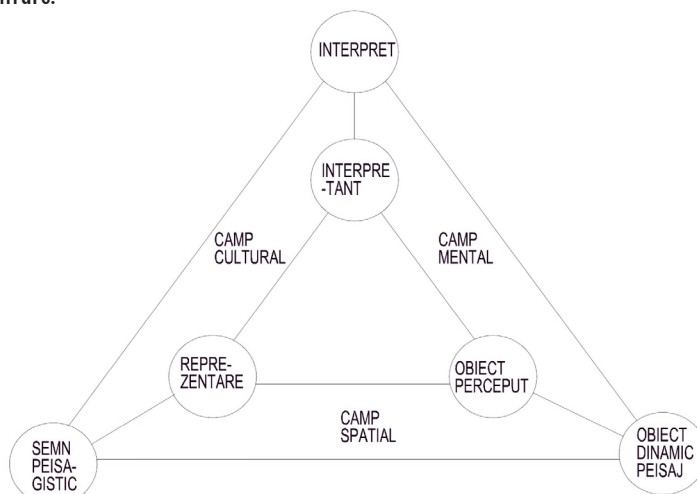 INTERPRET
INTERPRE
-TANT
CAMP
CULTURAL
CAMP
MENTAL
REPRE-
ZENTARE
OBIECT
PERCEPUT
CAMP
SPATIAL
SEMN
PEISA-
GISTIC
OBIECT
DINAMIC
PEISAJ